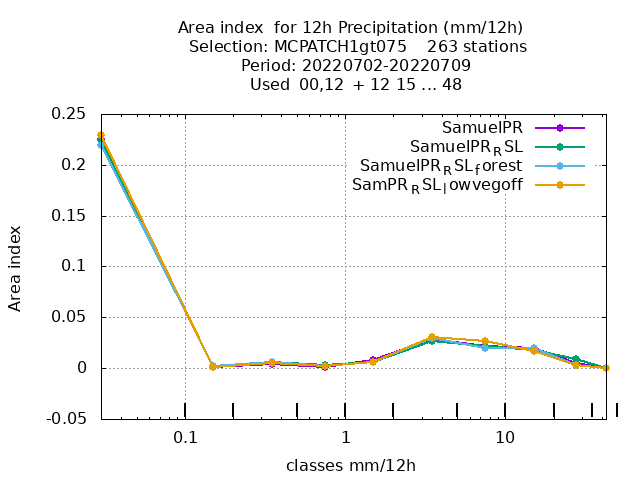 Area index  for 12h Precipitation (mm/12h)
Selection: MCPATCH1gt075    263 stations
Period: 20220702-20220709
Used  00,12  + 12 15 ... 48
SamuelPR
SamuelPR_RSL
SamuelPR_RSL_forest
SamPR_RSL_lowvegoff
0.25
0.2
0.15
0.1
0.05
0
-0.05
0.1 1 10
Area index
classes mm/12h